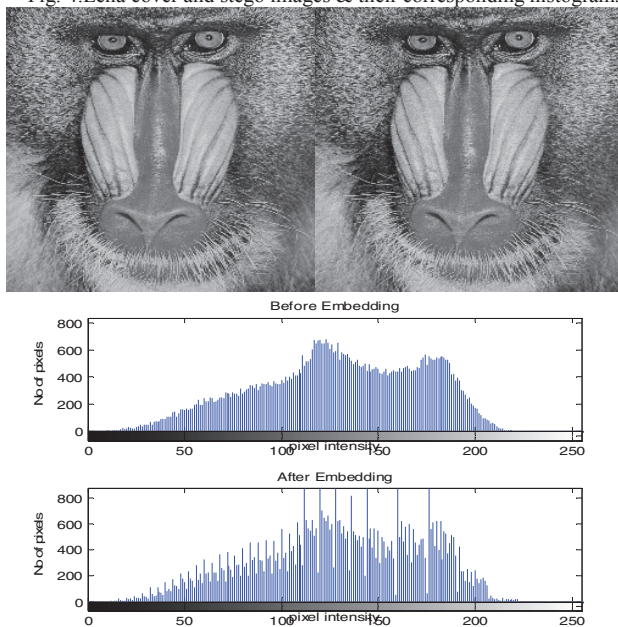 Fig. 4.Lena cover and stego images & their corresponding histograms
Before Embedding
800
600
400
200
0
No of pixels
0 50 100 150 200 250
pixel intensity
After Embedding
800
600
400
200
0
No of pixels
0 50 100 150 200 250
pixel intensity